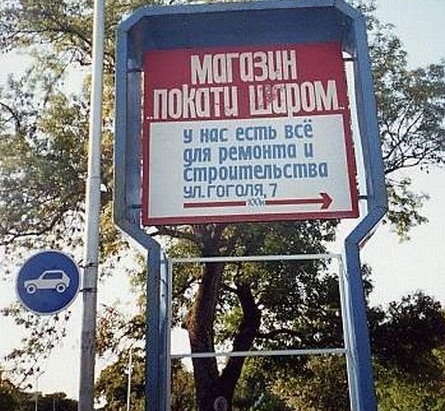 магазин
„покати шаром„
у нас есть всё
для ремонта и
строительства
ул. гоголя, 7
100м